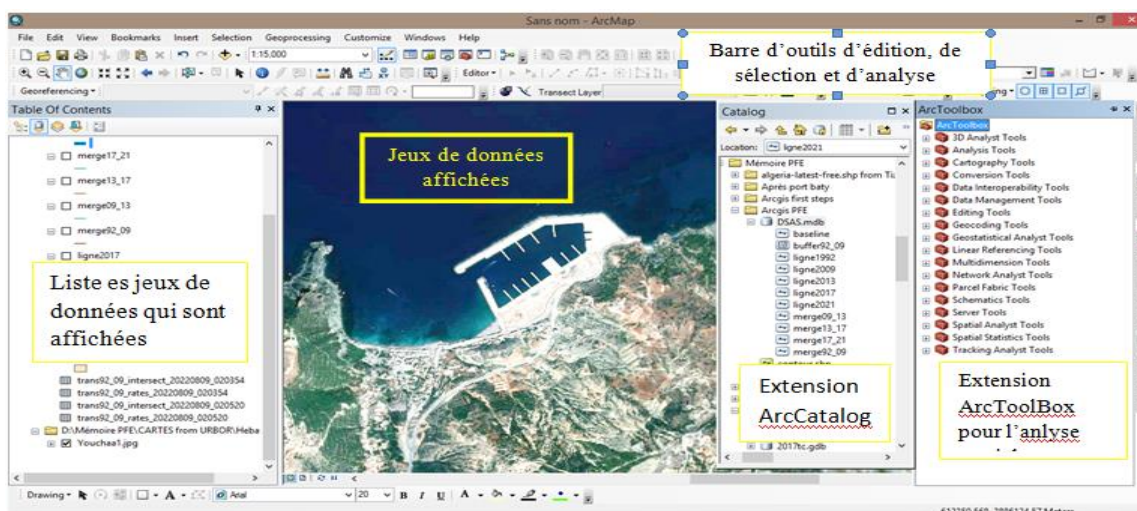 Sans nom - ArcMap
File Edit View Bookmarks Insert Selection Geoprocessing Customize Windows Help
1:15.000
Editor
Georeferencing
Transect Layer
Barre d'outils d'édition, de
sélection et d'analyse
Table Of Contents
merge17_21
merge13_17
merge09_13
merge92_09
ligne2017
Liste es jeux de
données qui sont
affichées
trans92_09_intersect_20220809_020354
trans92_09_rates_20220809_020354
trans92_09_intersect_20220809_020520
trans92_09_rates_20220809_020520
D:\Mémoire PFE\CARTES from URBOR\Heba
Youchaa1.jpg
Jeux de données
affichées
Catalog
Location: ligne2021
Mémoire PFE
algeria-latest-free.shp from Tia
Après port baty
Arcgis first steps
Arcgis PFE
DSAS.mdb
baseline
buffer92_09
ligne1992
ligne2009
ligne2013
ligne2017
ligne2021
merge09_13
merge13_17
merge17_21
merge92_09
Extension
ArcCatalog
2017tc.gdb
ArcToolbox
ArcToolbox
3D Analyst Tools
Analysis Tools
Cartography Tools
Conversion Tools
Data Interoperability Tools
Data Management Tools
Editing Tools
Geocoding Tools
Geostatistical Analyst Tools
Linear Referencing Tools
Multidimension Tools
Network Analyst Tools
Parcel Fabric Tools
Schematics Tools
Server Tools
Spatial Analyst Tools
Spatial Statistics Tools
Tracking Analyst Tools
Extension
ArcToolBox
pour l'anlyse
Drawing
A
Arial
20
B I U A